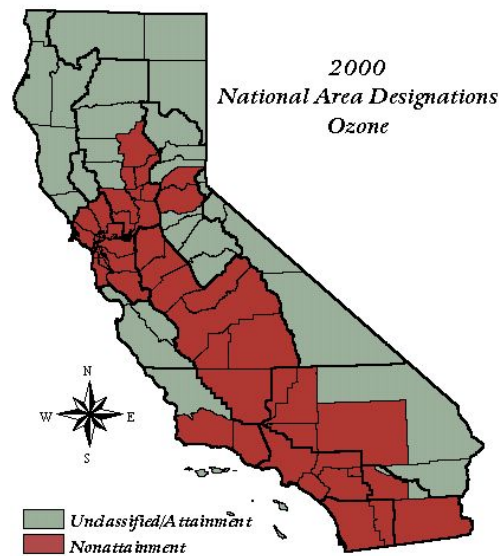 2000
National Area Designations
Ozone
N
W E
S
Unclassified/Attainment
Nonattainment